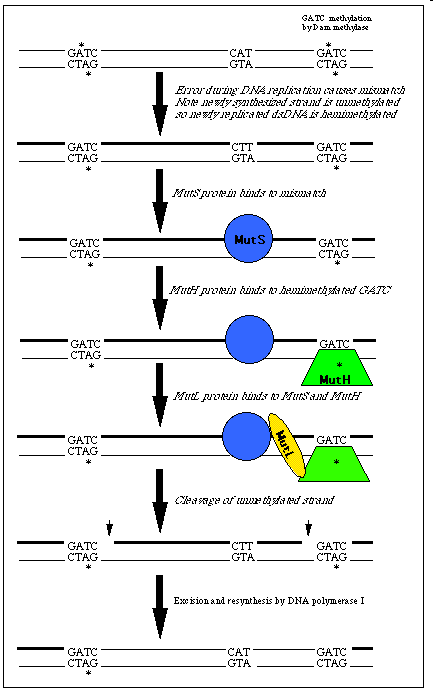 GATC methylation
by Dam methylase
* *
GATC CAT GATC
CTAG GTA CTAG
* *
Error during DNA replication causes mismatch
Note newly synthesized strand is unmethylated
so newly replicated dsDNA is hemimethylated
GATC CTT GATC
CTAG GTA CTAG
* *
MutS protein binds to mismatch
GATC MutS GATC
CTAG CTAG
* *
MutH protein binds to hemimethylated GATC
GATC GATC
CTAG
* *
MutH
MutL protein binds to MutS and MutH
GATC MutL GATC
CTAG
* *
Cleavage of unmethylated strand
GATC CTT GATC
CTAG GTA CTAG
* *
Excision and resynthesis by DNA polymerase I
GATC CAT GATC
CTAG GTA CTAG
* *